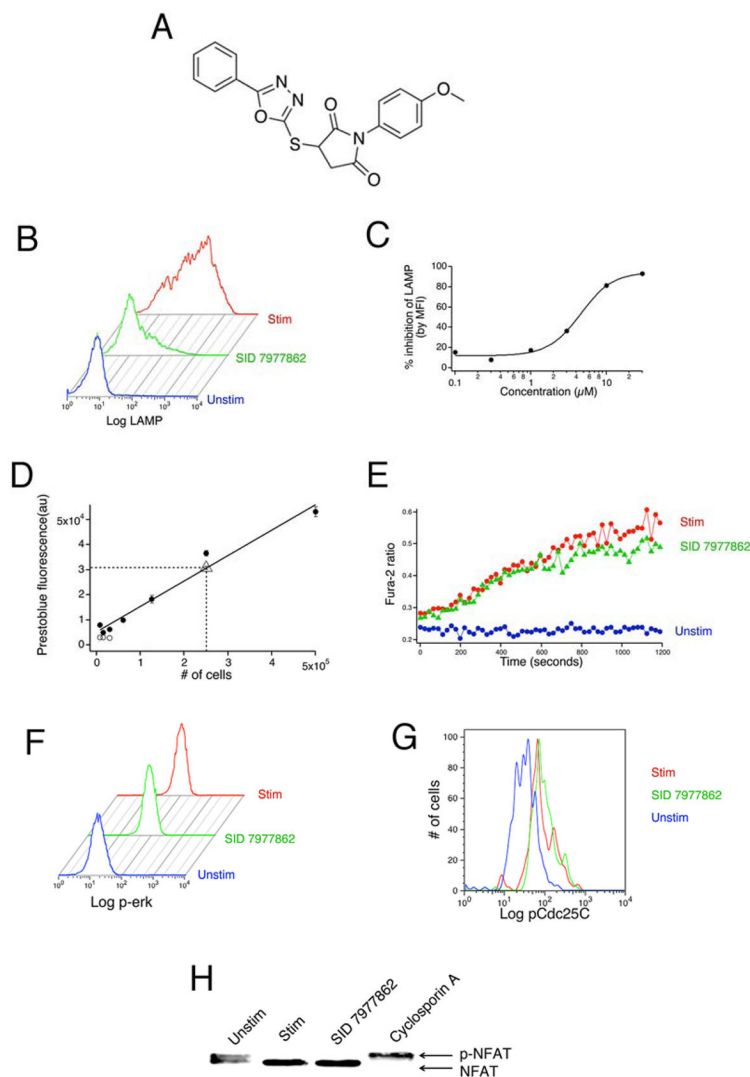 A
N
N
O
S
O
N
O
O
B
Stim
SID 7977862
Unstim
10⁰ 10¹ 10² 10³ 10⁴
Log LAMP
C
% inhibition of LAMP
(by MFI)
100
80
60
40
20
0
0.1 2 4 6 8 1 2 4 6 8 10 2
Concentration (µM)
D
Prestoblue fluorescence(au)
5x10⁴
4
3
2
1
0
0 1 2 3 4 5x10⁵
# of cells
E
Fura-2 ratio
0.6
0.5
0.4
0.3
0.2
0 200 400 600 800 1000 1200
Time (seconds)
Stim
SID 7977862
Unstim
F
Stim
SID 7977862
Unstim
10⁰ 10¹ 10² 10³ 10⁴
Log p-erk
G
# of cells
100
80
60
40
20
0
10⁰ 10¹ 10² 10³ 10⁴
Log pCdc25C
Stim
SID 7977862
Unstim
H
Unstim
Stim
SID 7977862
Cyclosporin A
p-NFAT
NFAT